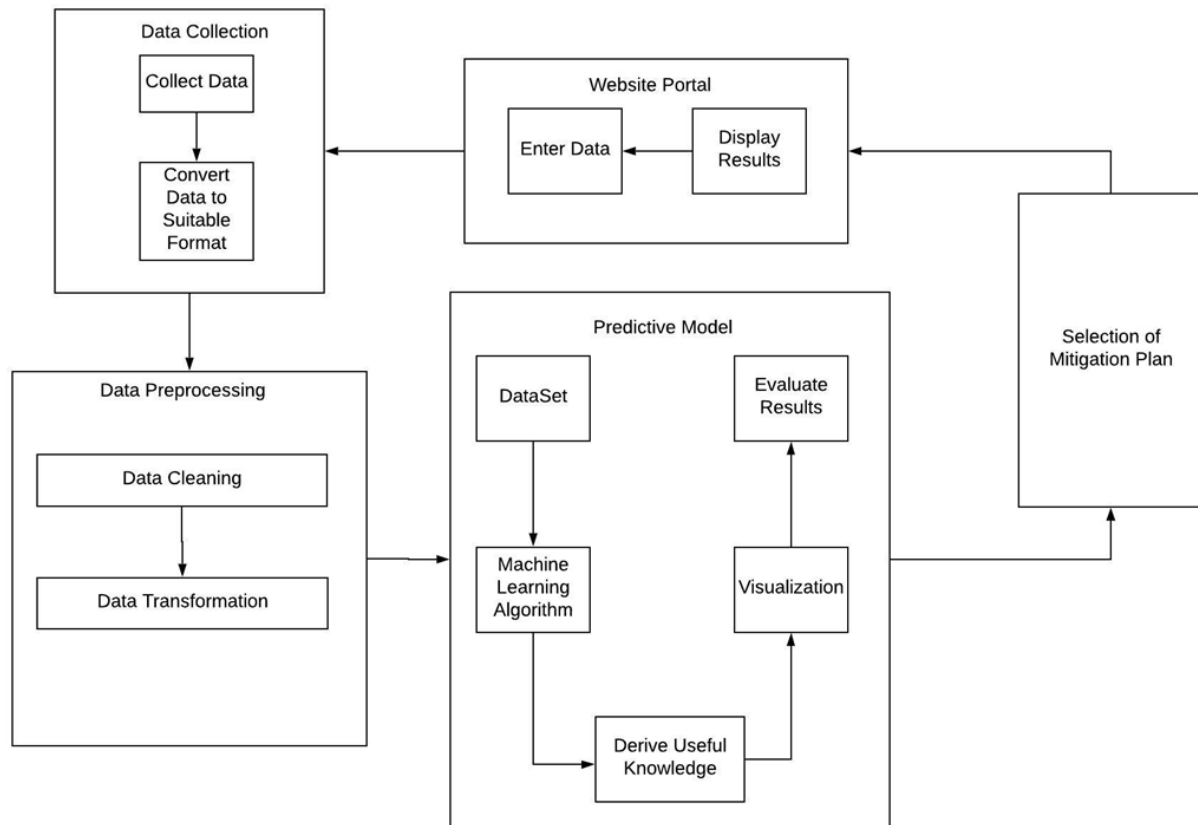 Data Collection
Collect Data
Convert
Data to
Suitable
Format
Website Portal
Enter Data
Display
Results
Selection of
Mitigation Plan
Data Preprocessing
Data Cleaning
Data Transformation
Predictive Model
DataSet
Evaluate
Results
Machine
Learning
Algorithm
Visualization
Derive Useful
Knowledge